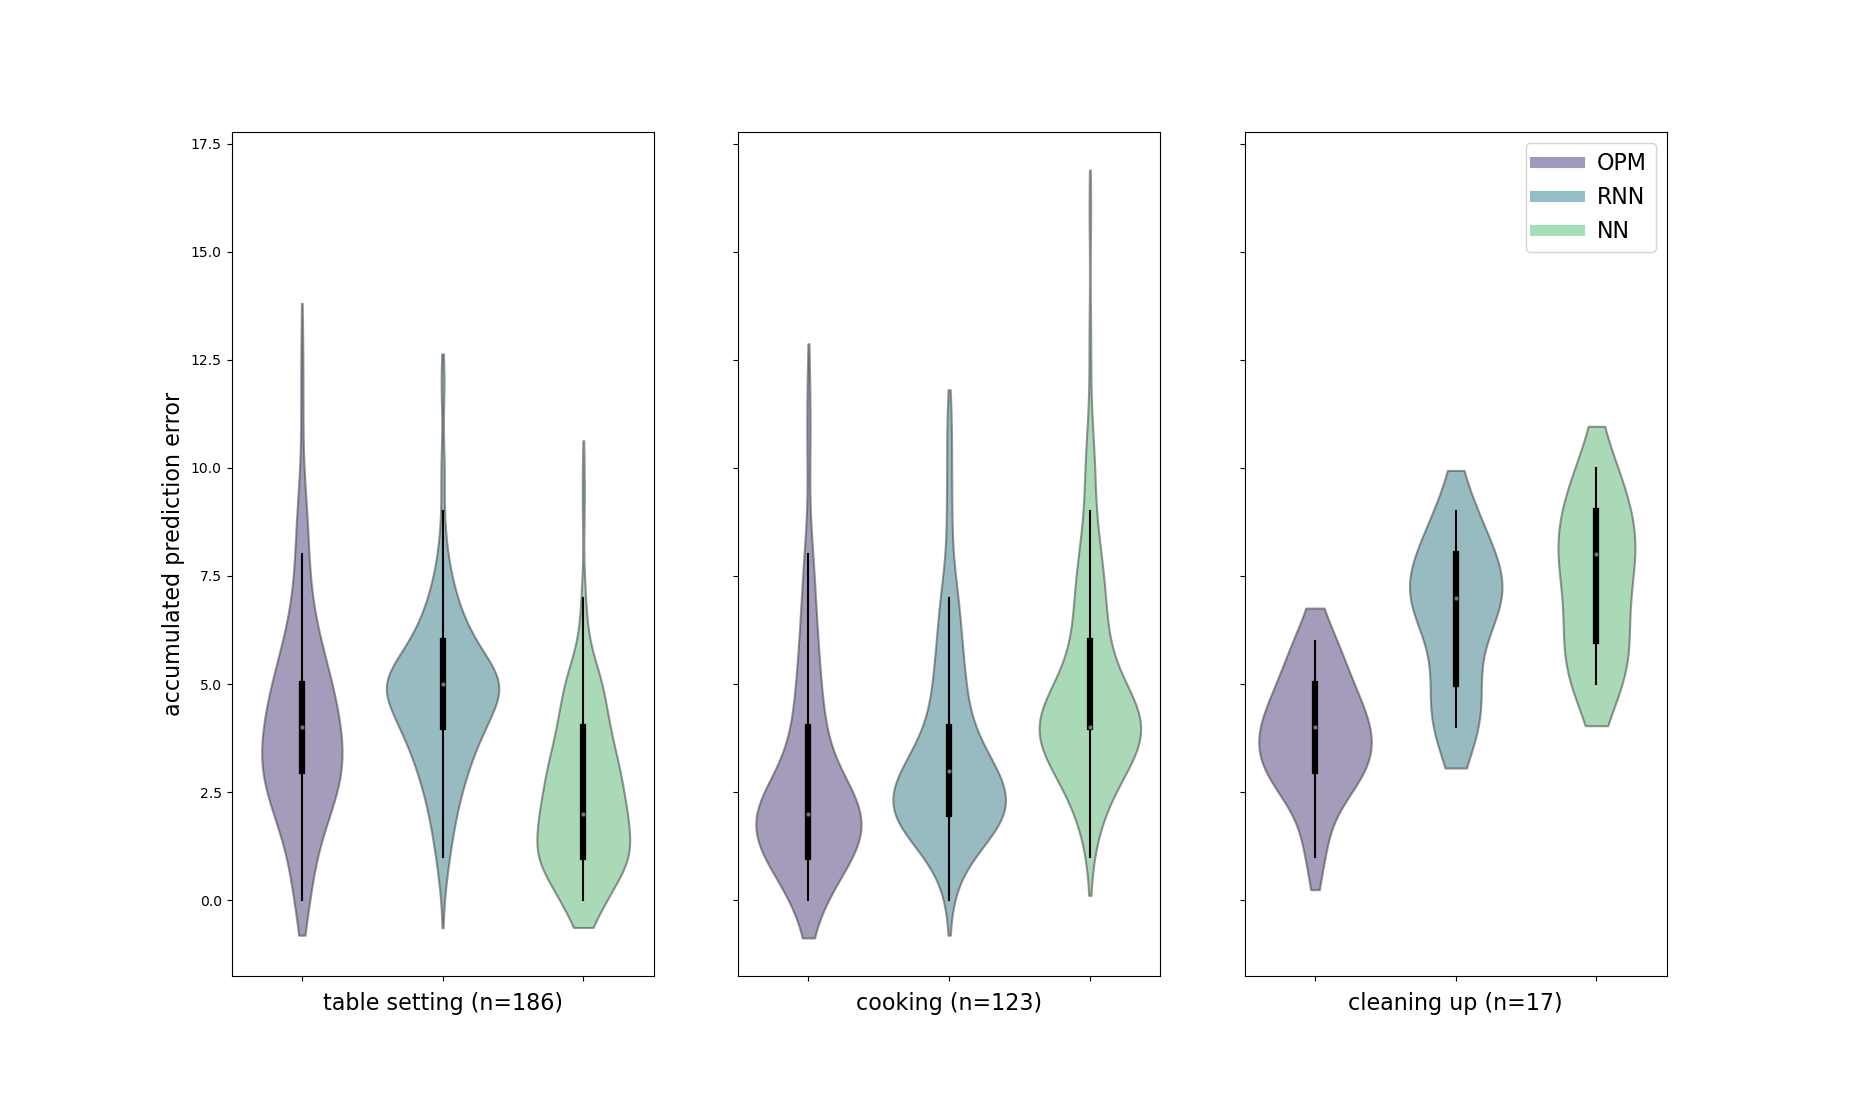 17.5
15.0
12.5
10.0
7.5
5.0
2.5
0.0
accumulated prediction error
table setting (n=186)
cooking (n=123)
cleaning up (n=17)
OPM
RNN
NN